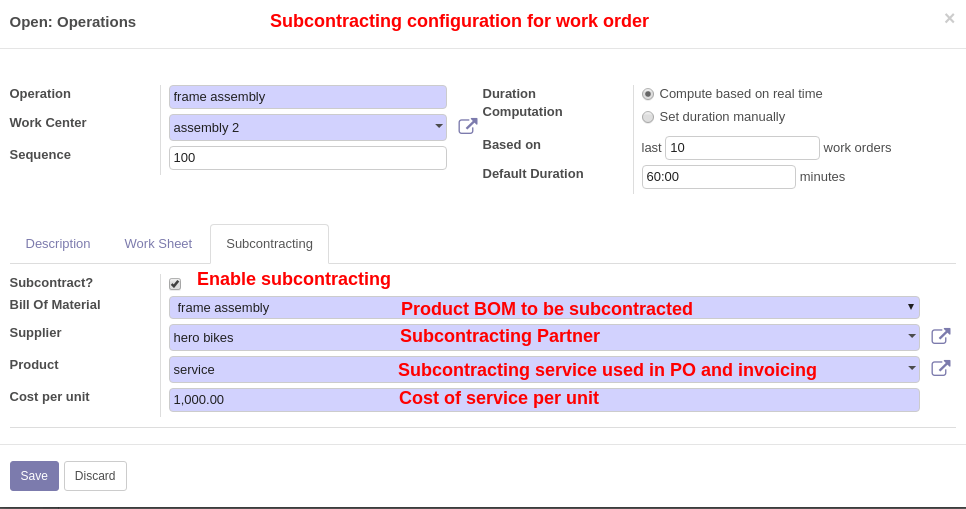 Open: Operations
Subcontracting configuration for work order
×
Operation
frame assembly
Work Center
assembly 2
Sequence
100
Duration
Computation
Compute based on real time
Set duration manually
Based on
last 10 work orders
Default Duration
60:00 minutes
Description Work Sheet Subcontracting
Subcontract? Enable subcontracting
Bill Of Material frame assembly Product BOM to be subcontracted
Supplier hero bikes Subcontracting Partner
Product service Subcontracting service used in PO and invoicing
Cost per unit 1,000.00 Cost of service per unit
Save Discard